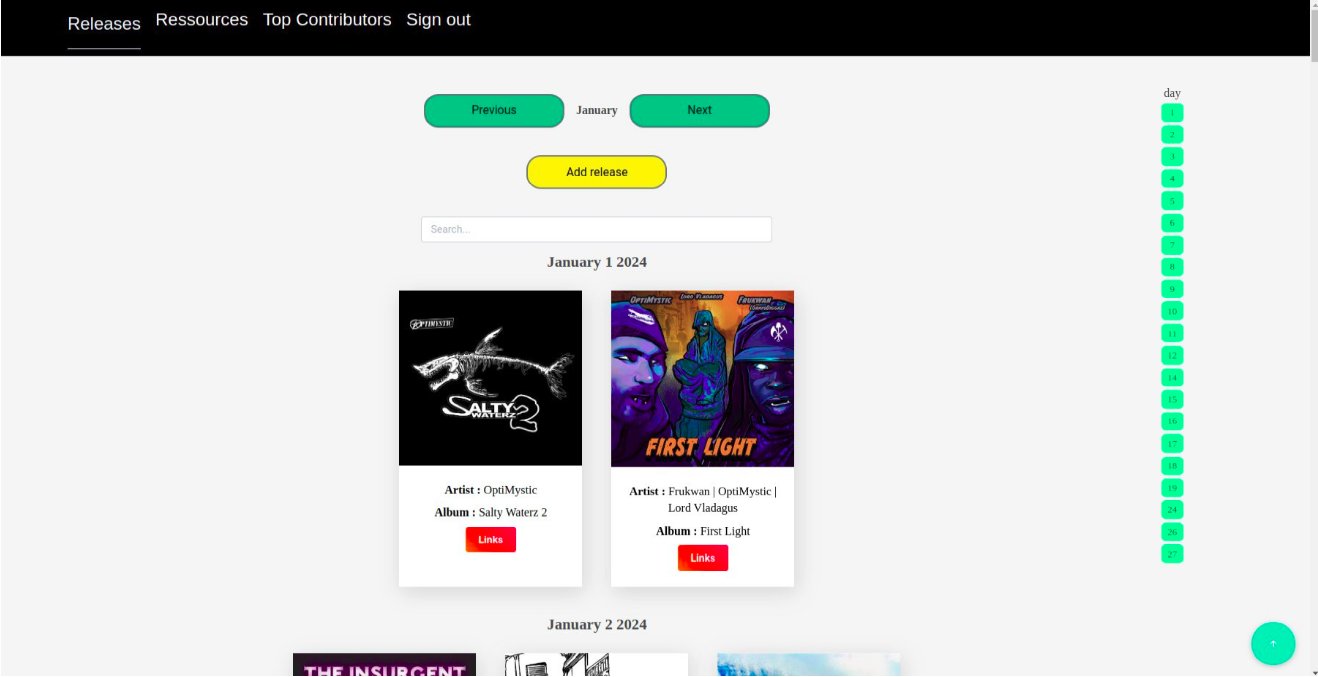 Releases Ressources Top Contributors Sign out
Previous January Next
Add release
Search...
day
1
2
3
4
5
6
7
8
9
10
11
12
14
15
16
17
18
19
24
26
27
January 1 2024
OPTIMYSTIC
SALTY
WATERZ 2
Artist : OptiMystic
Album : Salty Waterz 2
Links
OPTIMYSTIC LORD VLADAGUS FRUKWAN
FIRST LIGHT
Artist : Frukwan | OptiMystic |
Lord Vladagus
Album : First Light
Links
January 2 2024
THE INSURGENT